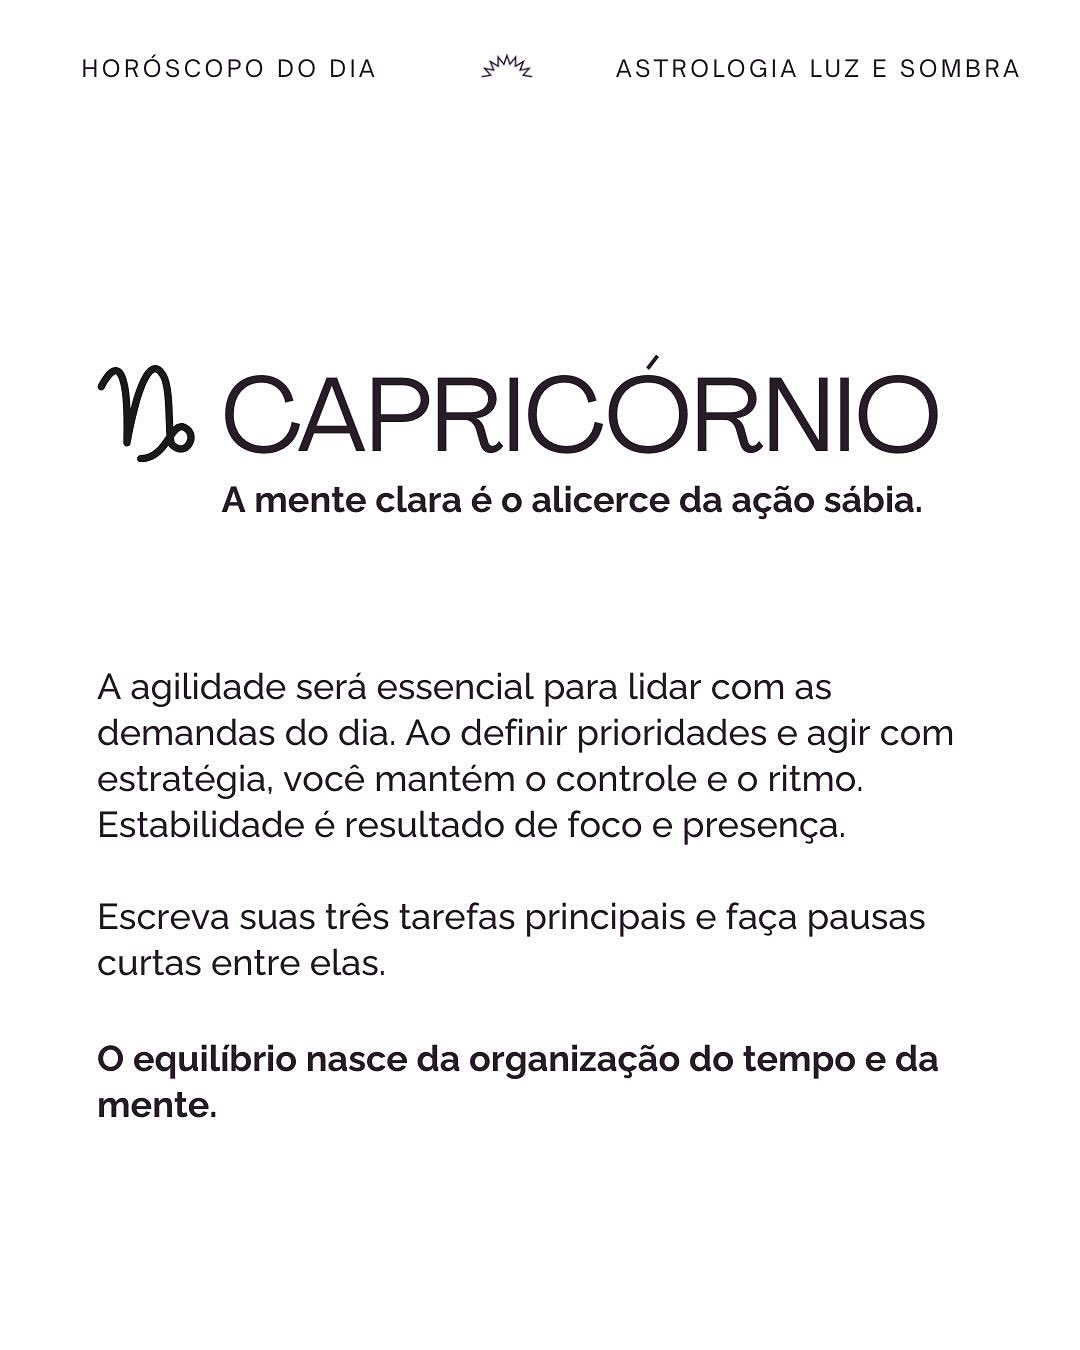 HORÓSCOPO DO DIA
ASTROLOGIA LUZ E SOMBRA
♑ CAPRICÓRNIO
A mente clara é o alicerce da ação sábia.
A agilidade será essencial para lidar com as
demandas do dia. Ao definir prioridades e agir com
estratégia, você mantém o controle e o ritmo.
Estabilidade é resultado de foco e presença.
Escreva suas três tarefas principais e faça pausas
curtas entre elas.
O equilíbrio nasce da organização do tempo e da
mente.